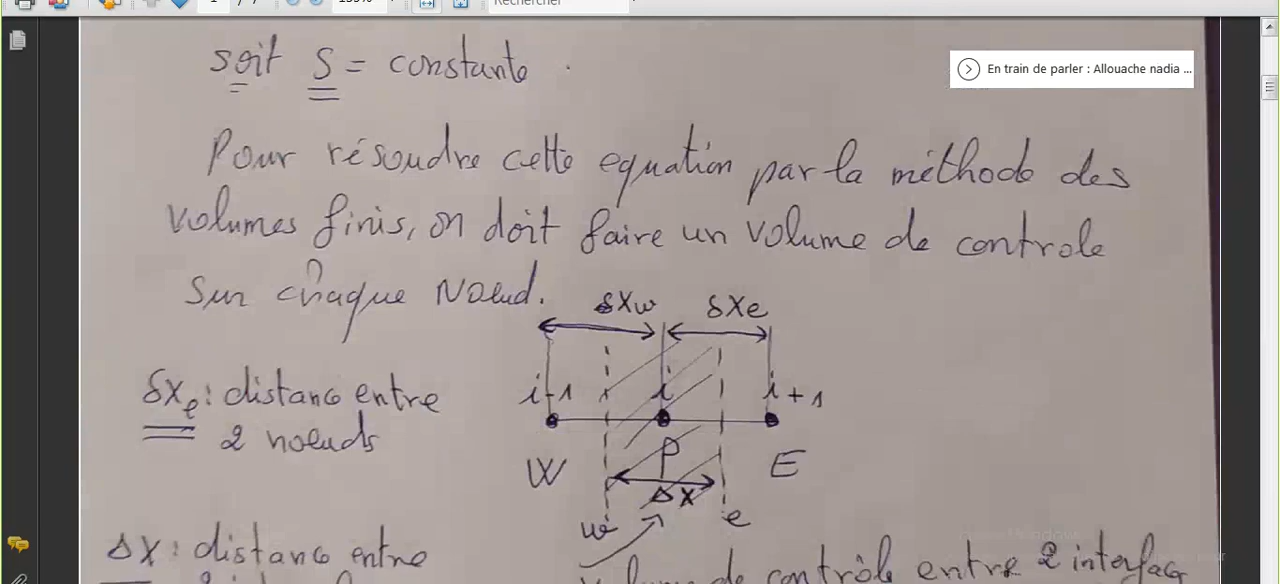 Rechercher
En train de parler : Allouache nadia ...
soit S = constante.
Pour résoudre cette equation par la méthode des
volumes finis, on doit faire un volume de controle
sur chaque Noeud.
δxw δxe
δxe : distance entre
2 noeuds
i-1 i i+1
W P E
Δx
w e
Δx : distance entre
de contrôle entre 2 interfac